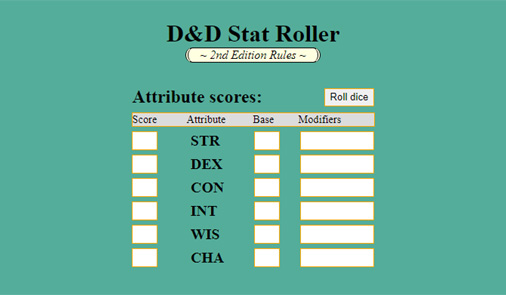 D&D Stat Roller
~ 2nd Edition Rules ~
Attribute scores: Roll dice
Score Attribute Base Modifiers
STR
DEX
CON
INT
WIS
CHA